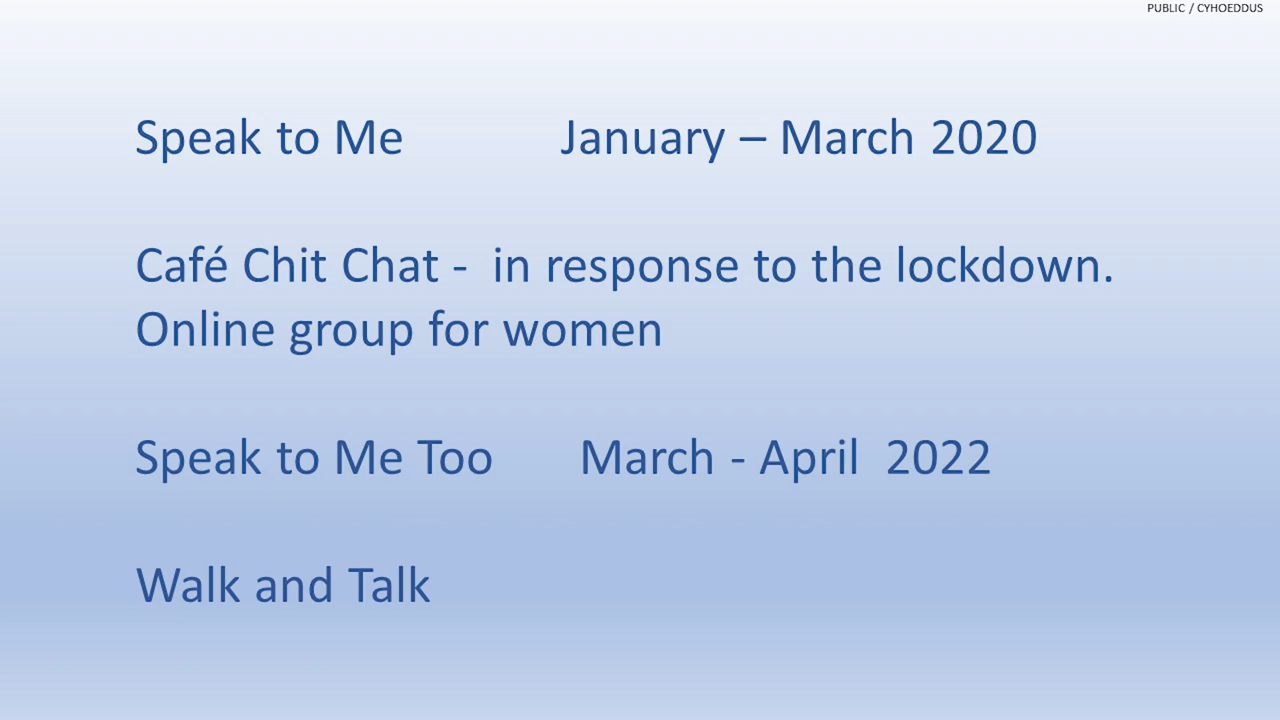 PUBLIC / CYHOEDDUS
Speak to Me January – March 2020
Café Chit Chat - in response to the lockdown.
Online group for women
Speak to Me Too March - April 2022
Walk and Talk